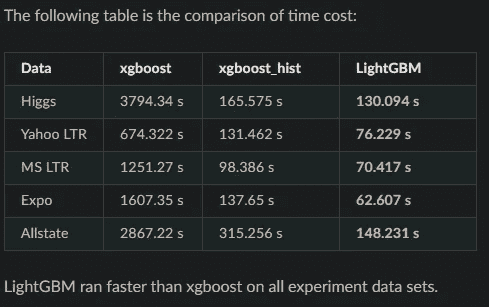 The following table is the comparison of time cost:
Data xgboost xgboost_hist LightGBM
Higgs 3794.34 s 165.575 s 130.094 s
Yahoo LTR 674.322 s 131.462 s 76.229 s
MS LTR 1251.27 s 98.386 s 70.417 s
Expo 1607.35 s 137.65 s 62.607 s
Allstate 2867.22 s 315.256 s 148.231 s
LightGBM ran faster than xgboost on all experiment data sets.